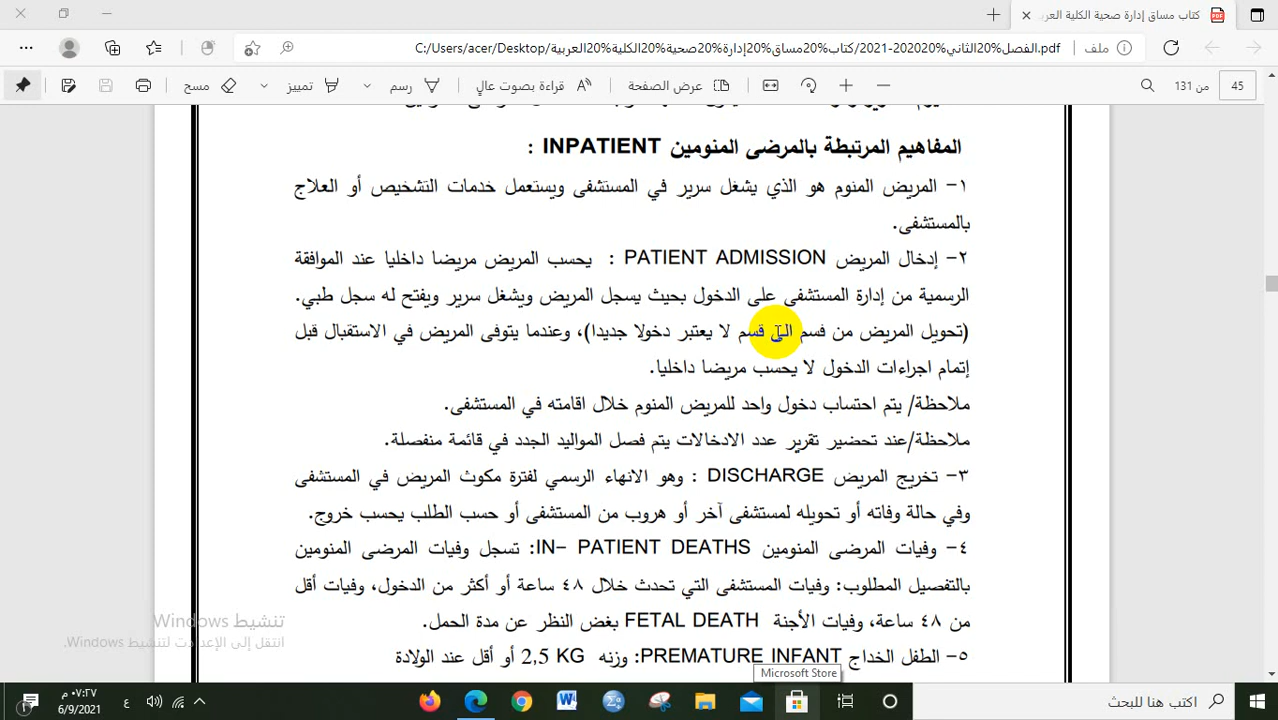 كتاب مساق إدارة صحية الكلية العربي
ملف
C:/Users/acer/Desktop/كتاب%20مساق%20إدارة%20صحية%20الكلية%20العربية/الفصل%20الثاني%202020-2021.pdf
45
من 131
عرض الصفحة
قراءة بصوت عالٍ
رسم
تمييز
مسح
المفاهيم المرتبطة بالمرضى المنومين INPATIENT :
١- المريض المنوم هو الذي يشغل سرير في المستشفى ويستعمل خدمات التشخيص أو العلاج
بالمستشفى.
٢- إدخال المريض PATIENT ADMISSION : يحسب المريض مريضا داخليا عند الموافقة
الرسمية من إدارة المستشفى على الدخول بحيث يسجل المريض ويشغل سرير ويفتح له سجل طبي.
(تحويل المريض من فسم الى قسم لا يعتبر دخولا جديدا)، وعندما يتوفى المريض في الاستقبال قبل
إتمام اجراءات الدخول لا يحسب مريضا داخليا.
ملاحظة/ يتم احتساب دخول واحد للمريض المنوم خلال اقامته في المستشفى.
ملاحظة/عند تحضير تقرير عدد الادخالات يتم فصل المواليد الجدد في قائمة منفصلة.
٣- تخريج المريض DISCHARGE : وهو الانهاء الرسمي لفترة مكوث المريض في المستشفى
وفي حالة وفاته أو تحويله لمستشفى آخر أو هروب من المستشفى أو حسب الطلب يحسب خروج.
٤- وفيات المرضى المنومين IN- PATIENT DEATHS: تسجل وفيات المرضى المنومين
بالتفصيل المطلوب: وفيات المستشفى التي تحدث خلال ٤٨ ساعة أو أكثر من الدخول، وفيات أقل
من ٤٨ ساعة، وفيات الأجنة FETAL DEATH بغض النظر عن مدة الحمل.
٥- الطفل الخداج PREMATURE INFANT: وزنه 2,5 KG أو أقل عند الولادة
تنشيط Windows
انتقل إلى الإعدادات لتنشيط Windows.
Microsoft Store
اكتب هنا للبحث
ع
٠٧:٢٧ م
6/9/2021